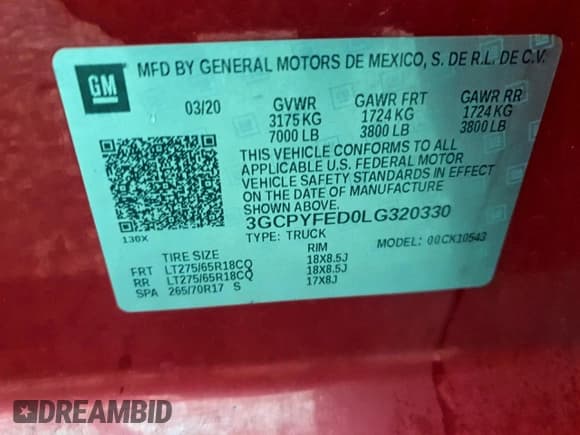 GM
MFD BY GENERAL MOTORS DE MEXICO, S. DE R.L. DE C.V.
03/20 GVWR GAWR FRT GAWR RR
3175 KG 1724 KG 1724 KG
7000 LB 3800 LB 3800 LB
THIS VEHICLE CONFORMS TO ALL
APPLICABLE U.S. FEDERAL MOTOR
VEHICLE SAFETY STANDARDS IN EFFECT
ON THE DATE OF MANUFACTURE
SHOWN ABOVE.
3GCPYFED0LG320330
130X TYPE: TRUCK MODEL: 00CK10543
TIRE SIZE RIM
FRT LT275/65R18CQ 18X8.5J
RR LT275/65R18CQ 18X8.5J
SPA 265/70R17 S 17X8J
DREAMBID